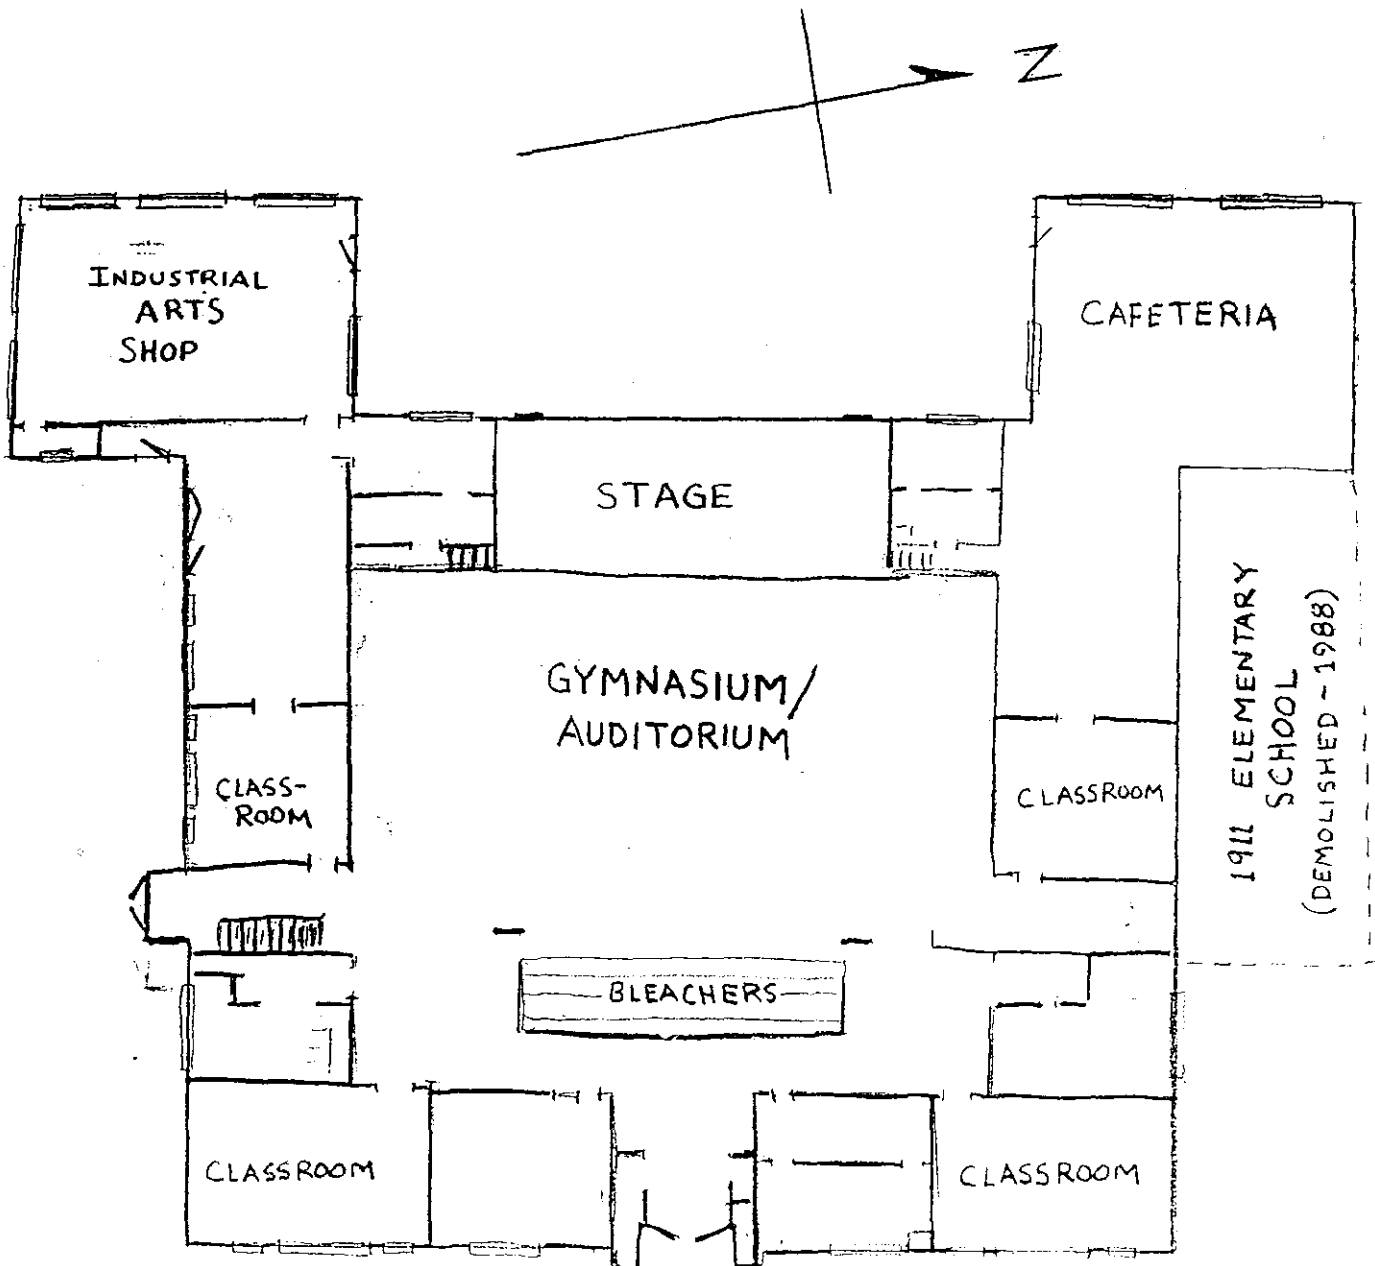 N
INDUSTRIAL
ARTS
SHOP
CAFETERIA
STAGE
GYMNASIUM/
AUDITORIUM
CLASS-
ROOM
CLASSROOM
1911 ELEMENTARY
SCHOOL
(DEMOLISHED - 1988)
BLEACHERS
CLASSROOM
CLASSROOM